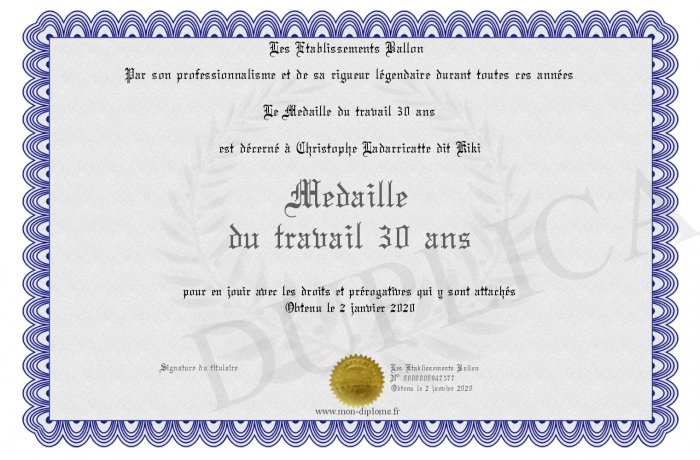 Les Etablissements Ballon
Par son professionnalisme et de sa rigueur légendaire durant toutes ces années
Le Medaille du travail 30 ans
est décerné à Christophe Ladarricatte dit Kiki
Medaille
du travail 30 ans
pour en jouir avec les droits et prérogatives qui y sont attachés
Obtenu le 2 janvier 2020
Signature du titulaire
Les Etablissements Ballon
N° 0000000947577
Obtenu le 2 janvier 2020
www.mon-diplome.fr
DUPLICA